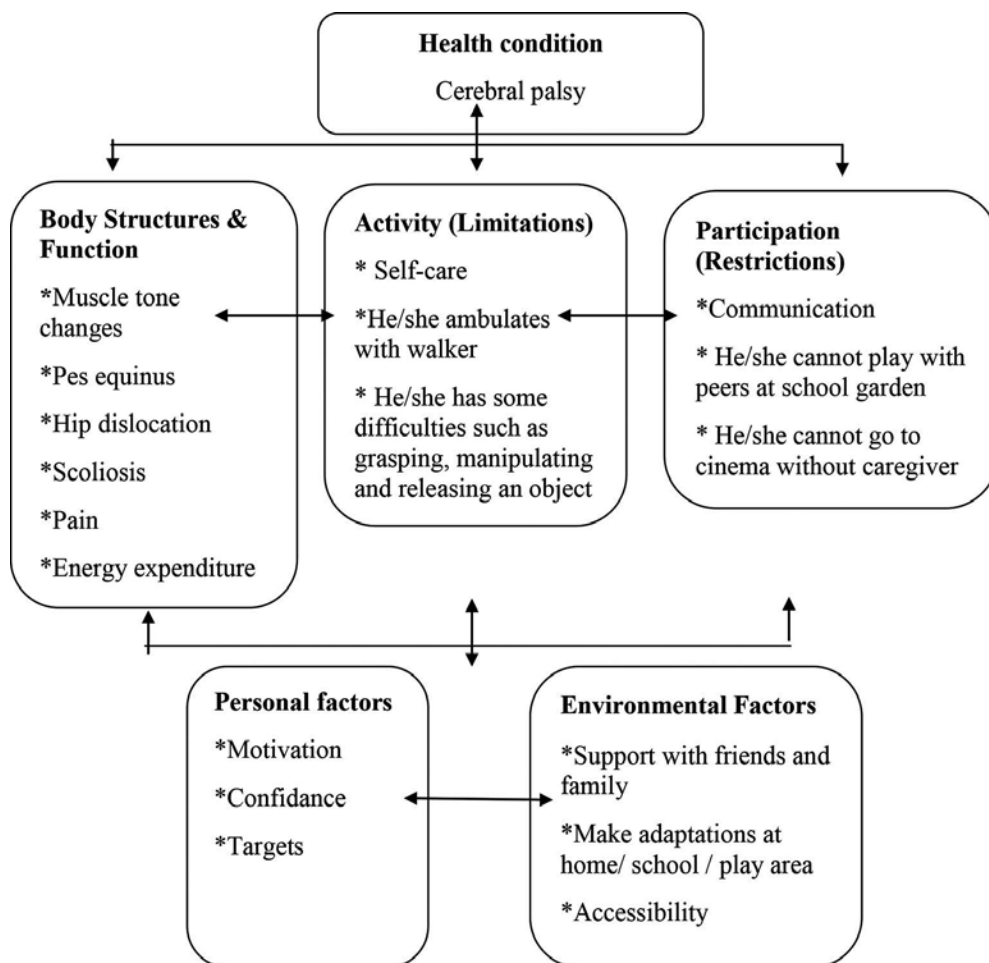 Health condition
Cerebral palsy
Body Structures &
Function
*Muscle tone
changes
*Pes equinus
*Hip dislocation
*Scoliosis
*Pain
*Energy expenditure
Activity (Limitations)
* Self-care
*He/she ambulates
with walker
* He/she has some
difficulties such as
grasping, manipulating
and releasing an object
Participation
(Restrictions)
*Communication
* He/she cannot play with
peers at school garden
* He/she cannot go to
cinema without caregiver
Personal factors
*Motivation
*Confidance
*Targets
Environmental Factors
*Support with friends and
family
*Make adaptations at
home/ school / play area
*Accessibility